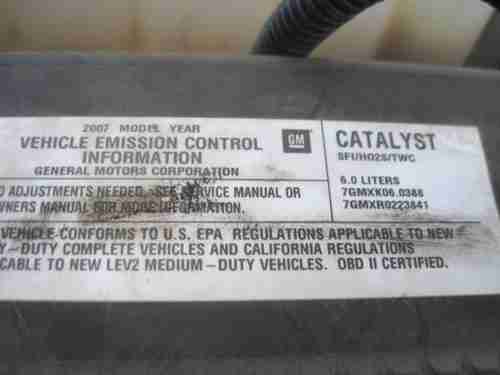 2007 MODEL YEAR
VEHICLE EMISSION CONTROL
INFORMATION
GENERAL MOTORS CORPORATION
GM
CATALYST
SFI/HO2S/TWC
6.0 LITERS
7GMXK06.0388
7GMXR0223841
O ADJUSTMENTS NEEDED. SEE SERVICE MANUAL OR
WNERS MANUAL FOR MORE INFORMATION.
VEHICLE CONFORMS TO U.S. EPA REGULATIONS APPLICABLE TO NEW
Y-DUTY COMPLETE VEHICLES AND CALIFORNIA REGULATIONS
CABLE TO NEW LEV2 MEDIUM-DUTY VEHICLES. OBD II CERTIFIED.